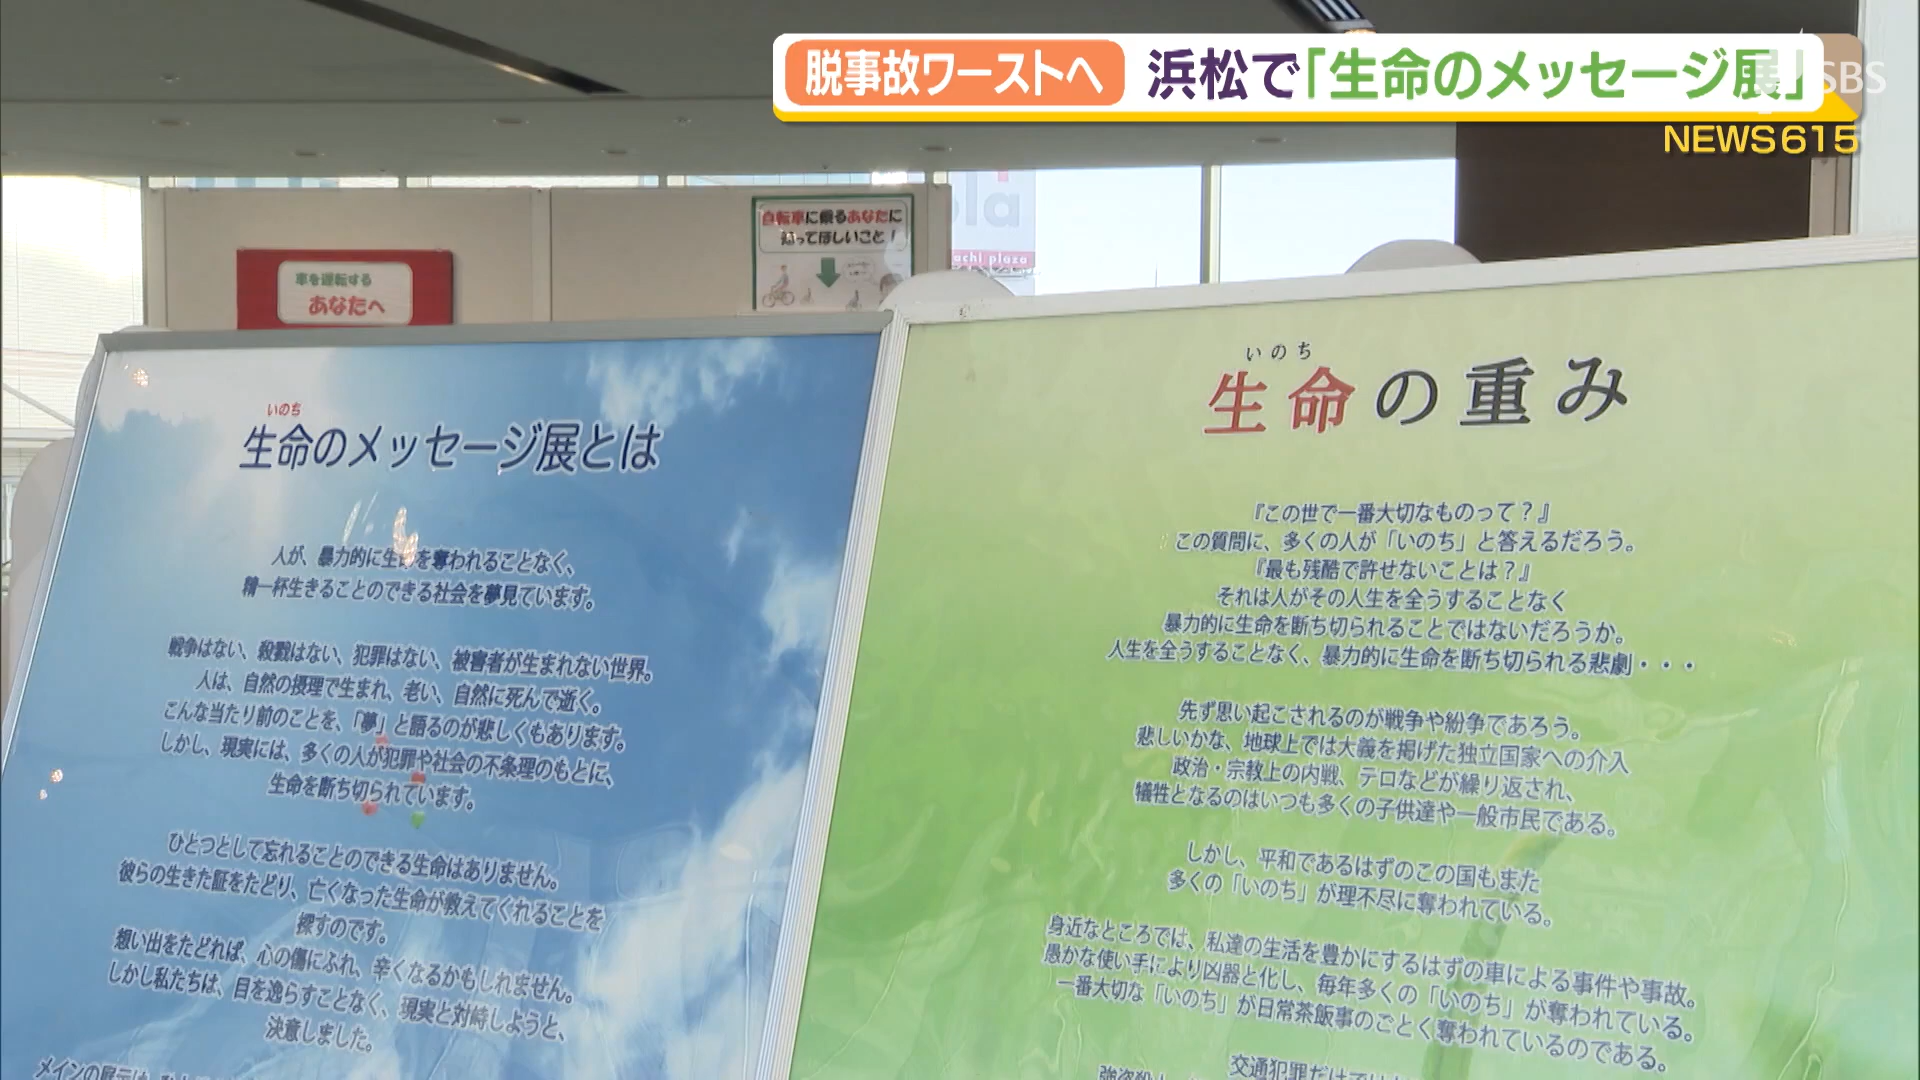 脱事故ワーストへ 浜松で「生命のメッセージ展」
SBS
NEWS615
自転車に乗るあなたに
知ってほしいこと!
車を運転する
あなたへ
achi plaza
いのち
生命のメッセージ展とは
人が、暴力的に生命を奪われることなく、
精一杯生きることのできる社会を夢見ています。
戦争はない、殺戮はない、犯罪はない、被害者が生まれない世界。
人は、自然の摂理で生まれ、老い、自然に死んで逝く。
こんな当たり前のことを、「夢」と語るのが悲しくもあります。
しかし、現実には、多くの人が犯罪や社会の不条理のもとに、
生命を断ち切られています。
ひとつとして忘れることのできる生命はありません。
彼らの生きた証をたどり、亡くなった生命が教えてくれることを
探すのです。
想い出をたどれば、心の傷にふれ、辛くなるかもしれません。
しかし私たちは、目を逸らすことなく、現実と対峙しようと、
決意しました。
メインの展示は、
いのち
生命の重み
『この世で一番大切なものって?』
この質問に、多くの人が「いのち」と答えるだろう。
『最も残酷で許せないことは?』
それは人がその人生を全うすることなく
暴力的に生命を断ち切られることではないだろうか。
人生を全うすることなく、暴力的に生命を断ち切られる悲劇・・・
先ず思い起こされるのが戦争や紛争であろう。
悲しいかな、地球上では大義を掲げた独立国家への介入
政治・宗教上の内戦、テロなどが繰り返され、
犠牲となるのはいつも多くの子供達や一般市民である。
しかし、平和であるはずのこの国もまた
多くの「いのち」が理不尽に奪われている。
身近なところでは、私達の生活を豊かにするはずの車による事件や事故。
愚かな使い手により凶器と化し、毎年多くの「いのち」が奪われている。
一番大切な「いのち」が日常茶飯事のごとく奪われているのである。
交通犯罪だけでは